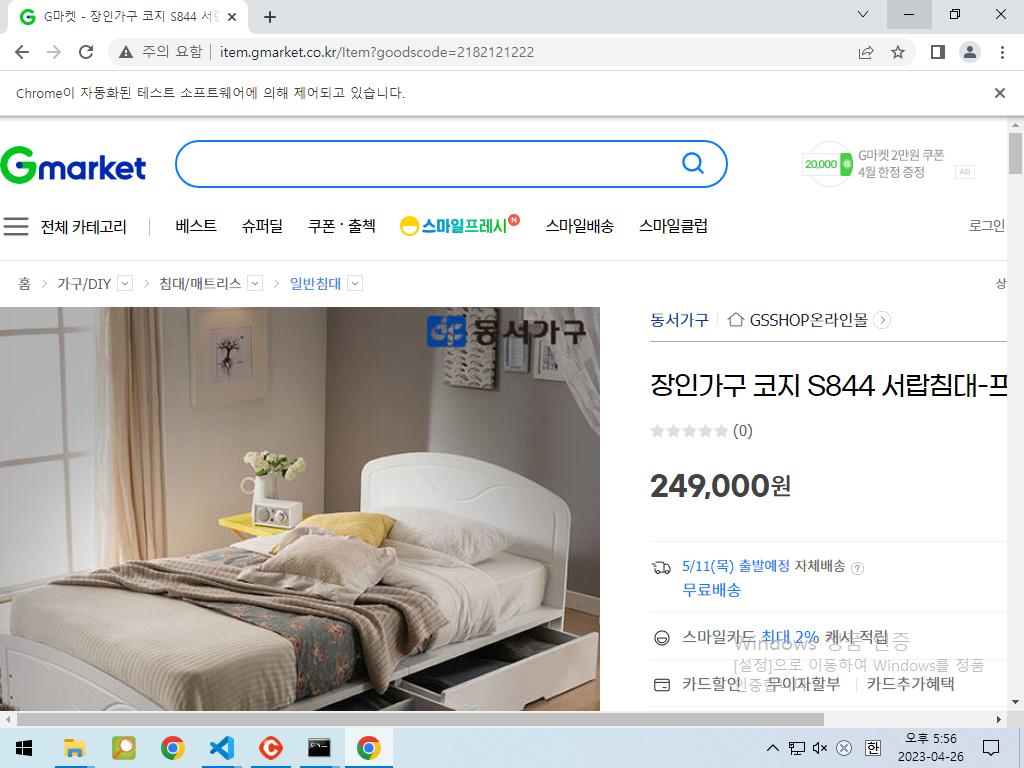 G마켓 - 장인가구 코지 S844 서랍
주의 요함
item.gmarket.co.kr/Item?goodscode=2182121222
Chrome이 자동화된 테스트 소프트웨어에 의해 제어되고 있습니다.
Gmarket
20,000
G마켓 2만원 쿠폰
4월 한정 증정
AD
전체 카테고리
베스트 슈퍼딜 쿠폰·출첵 스마일프레시 N 스마일배송 스마일클럽
로그인
홈 > 가구/DIY > 침대/매트리스 > 일반침대
상
동서가구
동서가구 GSSHOP온라인몰
장인가구 코지 S844 서랍침대-프
(0)
249,000원
5/11(목) 출발예정 자체배송
무료배송
스마일카드 최대 2% 캐시 적립
Windows 정품 인증
[설정]으로 이동하여 Windows를 정품
카드할인 무이자할부 카드추가혜택
오후 5:56
한
2023-04-26